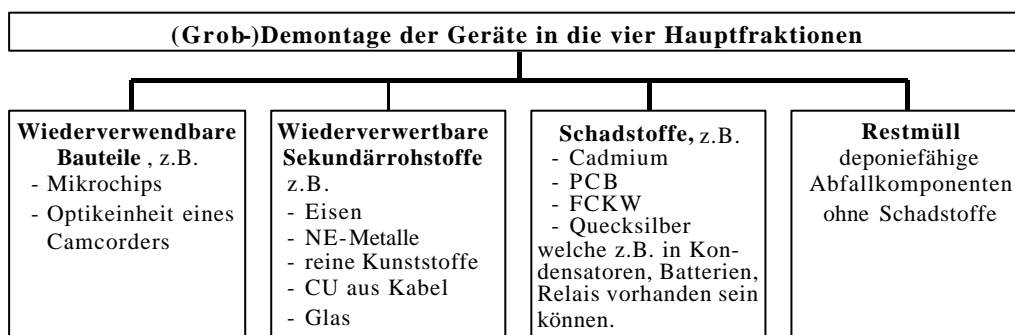 (Grob-)Demontage der Geräte in die vier Hauptfraktionen
Wiederverwendbare
Bauteile , z.B.
- Mikrochips
- Optikeinheit eines
Camcorders
Wiederverwertbare
Sekundärrohstoffe
z.B.
- Eisen
- NE-Metalle
- reine Kunststoffe
- CU aus Kabel
- Glas
Schadstoffe, z.B.
- Cadmium
- PCB
- FCKW
- Quecksilber
welche z.B. in Kon-
densatoren, Batterien,
Relais vorhanden sein
können.
Restmüll
deponiefähige
Abfallkomponenten
ohne Schadstoffe